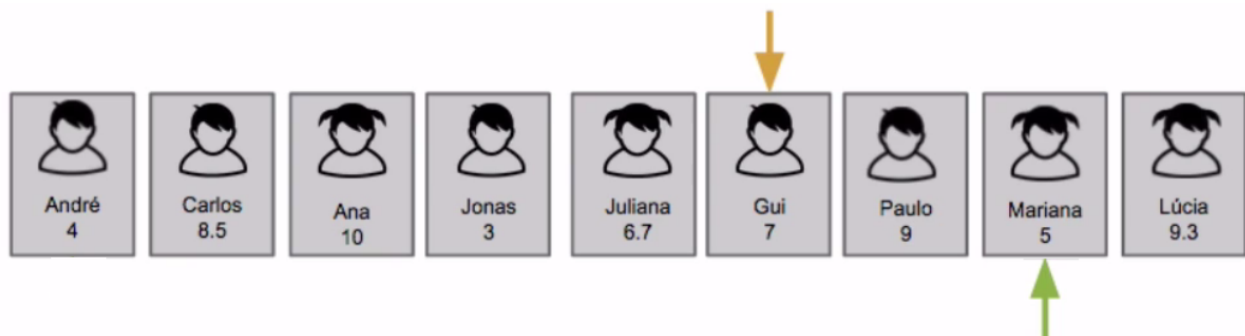 André
4
Carlos
8.5
Ana
10
Jonas
3
Juliana
6.7
Gui
7
Paulo
9
Mariana
5
Lúcia
9.3